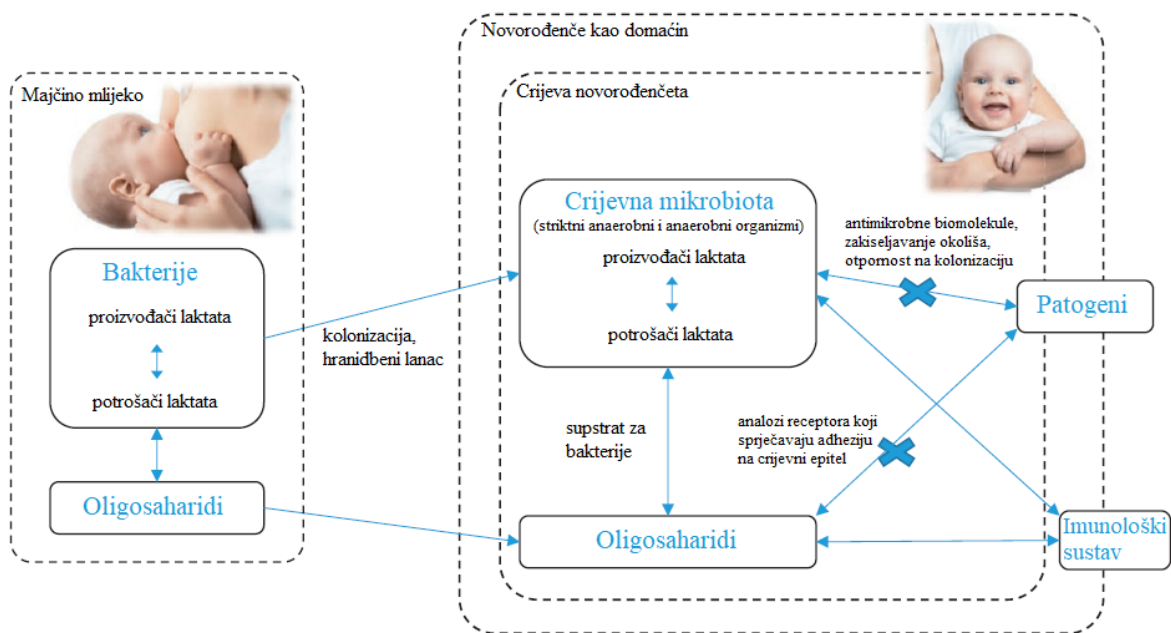 Majčino mlijeko
Bakterije
proizvođači laktata
potrošači laktata
Oligosaharidi
kolonizacija,
hranidbeni lanac
Novorođenče kao domaćin
Crijeva novorođenčeta
Crijevna mikrobiota
(striktni anaerobni i anaerobni organizmi)
proizvođači laktata
potrošači laktata
supstrat za
bakterije
Oligosaharidi
antimikrobne biomolekule,
zakiseljavanje okoliša,
otpornost na kolonizaciju
Patogeni
analozi receptora koji
sprječavaju adheziju
na crijevni epitel
Imunološki
sustav